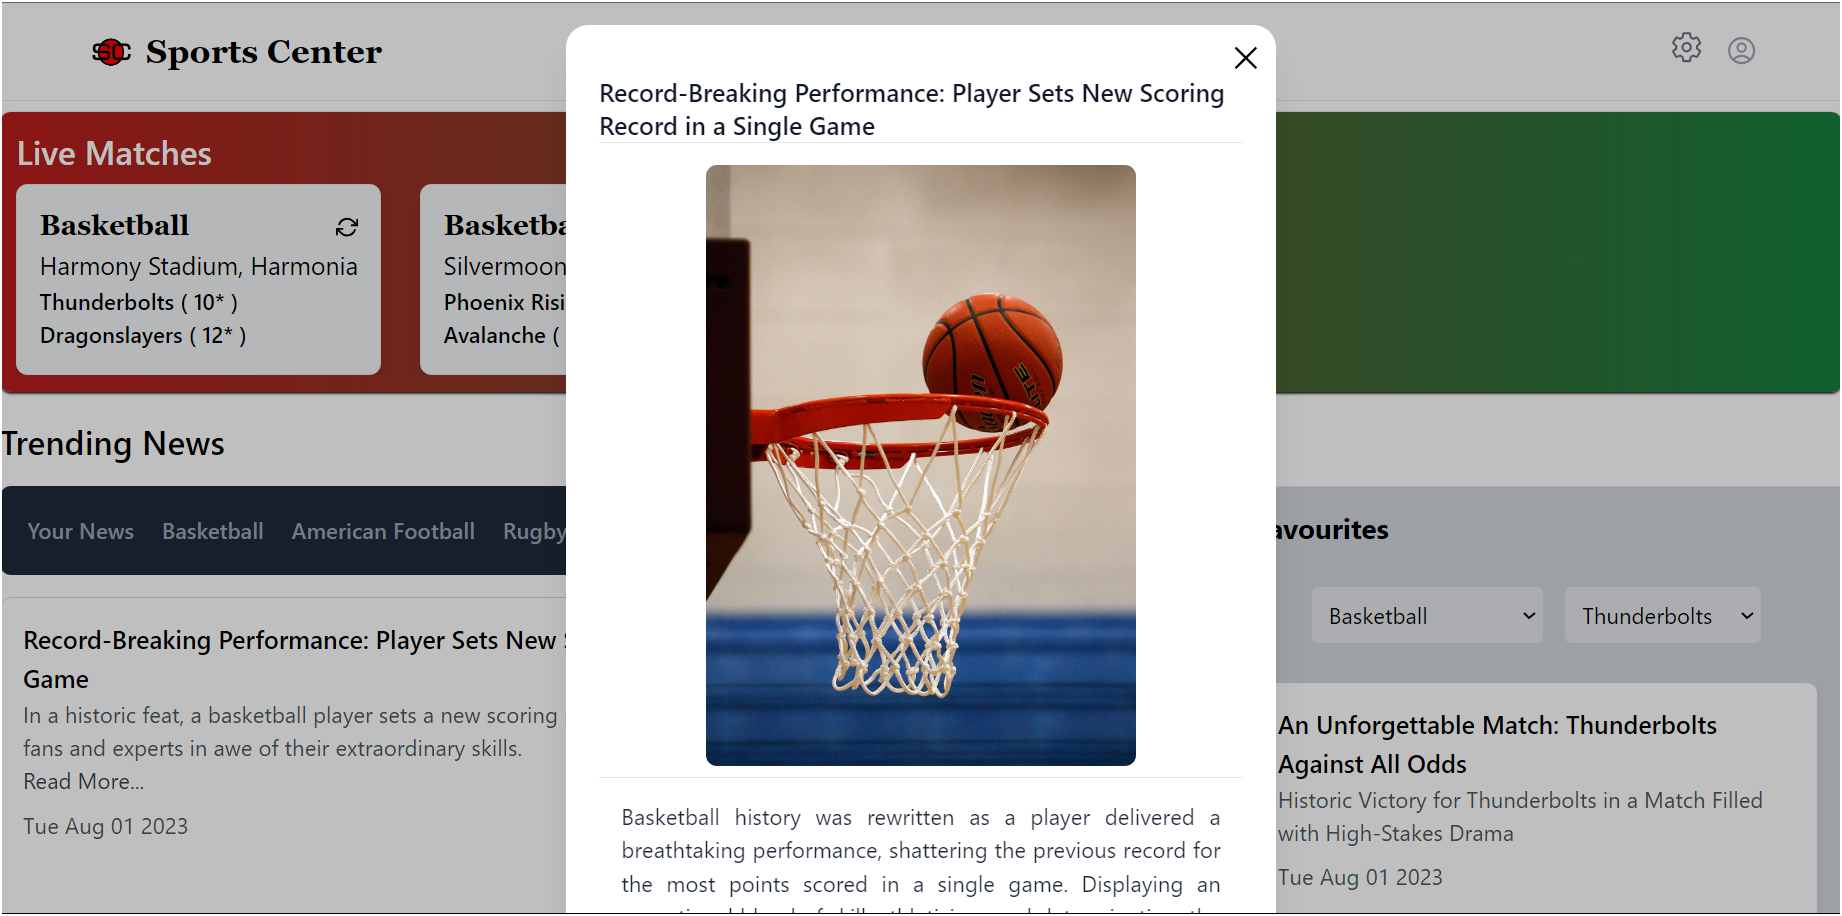 SC Sports Center
Record-Breaking Performance: Player Sets New Scoring
Record in a Single Game
Live Matches
Basketball
Harmony Stadium, Harmonia
Thunderbolts ( 10* )
Dragonslayers ( 12* )
Silvermoon
Phoenix
Avalanche (
Trending News
Your News Basketball American Football Rugby
Record-Breaking Performance: Player Sets New
Game
In a historic feat, a basketball player sets a new scoring
fans and experts in awe of their extraordinary skills.
Read More...
Tue Aug 01 2023
Basketball history was rewritten as a player delivered a
breathtaking performance, shattering the previous record for
the most points scored in a single game. Displaying an
avourites
Basketball Thunderbolts
An Unforgettable Match: Thunderbolts
Against All Odds
Historic Victory for Thunderbolts in a Match Filled
with High-Stakes Drama
Tue Aug 01 2023